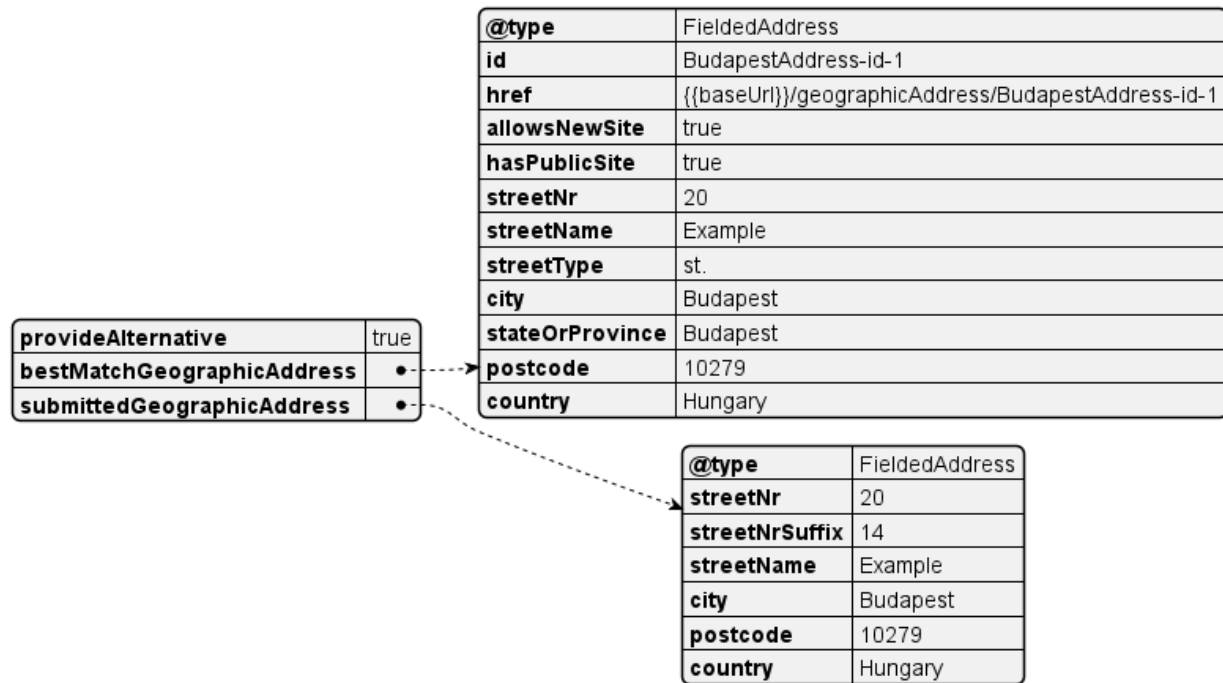 @type FieldedAddress
id BudapestAddress-id-1
href {{baseUrl}}/geographicAddress/BudapestAddress-id-1
allowsNewSite true
hasPublicSite true
streetNr 20
streetName Example
streetType st.
city Budapest
stateOrProvince Budapest
postcode 10279
country Hungary
provideAlternative true
bestMatchGeographicAddress
submittedGeographicAddress
@type FieldedAddress
streetNr 20
streetNrSuffix 14
streetName Example
city Budapest
postcode 10279
country Hungary